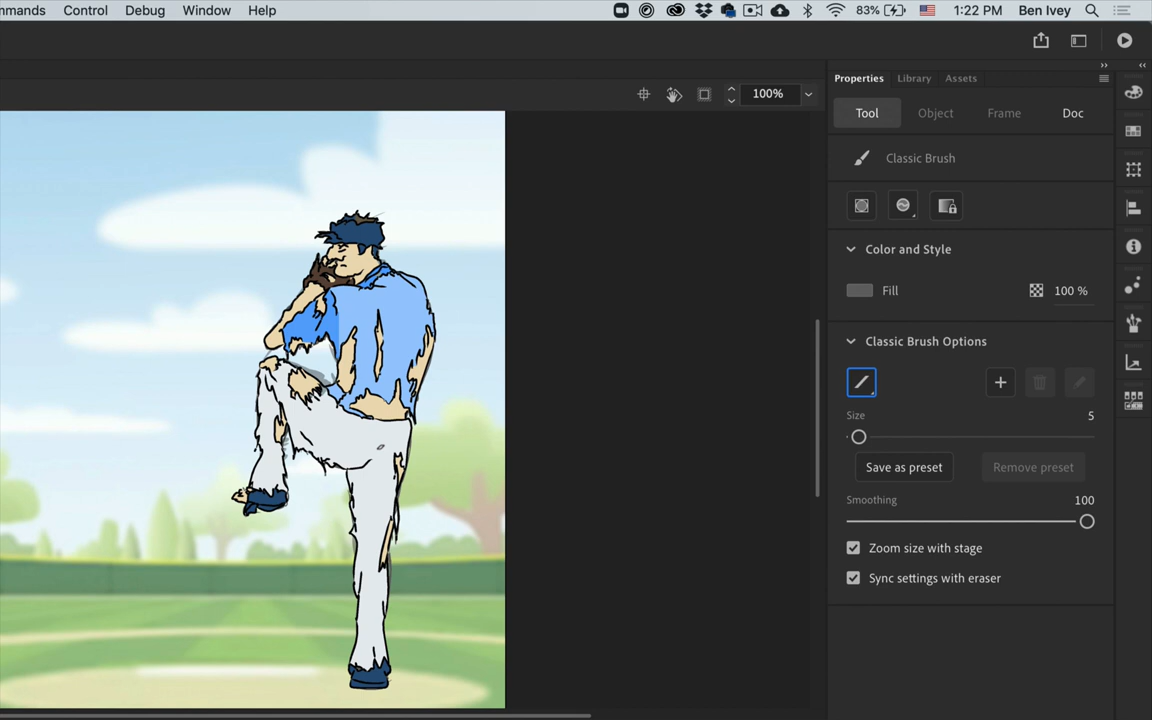 mmands Control Debug Window Help 83% 1:22 PM Ben Ivey
100%
Properties Library Assets
Tool Object Frame Doc
Classic Brush
Color and Style
Fill 100 %
Classic Brush Options
Size 5
Save as preset Remove preset
Smoothing 100
Zoom size with stage
Sync settings with eraser